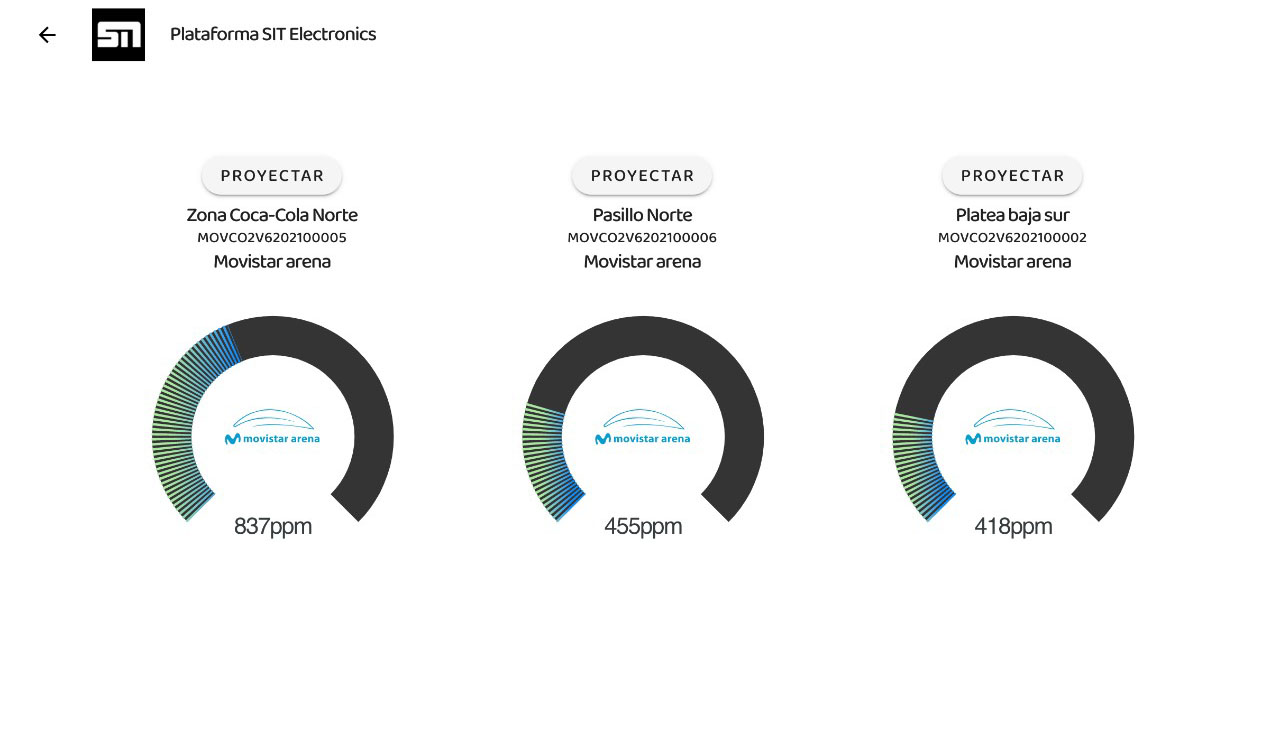 SIT
Plataforma SIT Electronics
PROYECTAR
Zona Coca-Cola Norte
MOVCO2V6202100005
Movistar arena
movistar arena
837ppm
PROYECTAR
Pasillo Norte
MOVCO2V6202100006
Movistar arena
movistar arena
455ppm
PROYECTAR
Platea baja sur
MOVCO2V6202100002
Movistar arena
movistar arena
418ppm